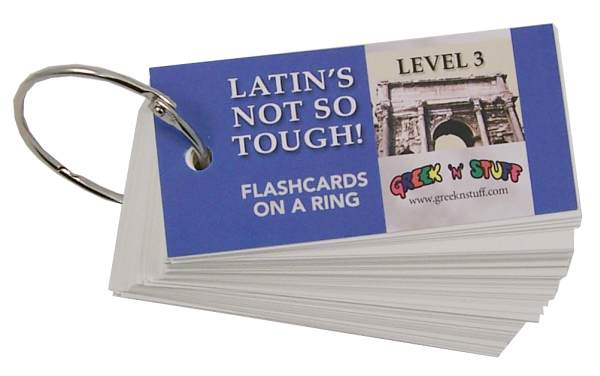 LATIN'S
NOT SO
TOUGH!
FLASHCARDS
ON A RING
LEVEL 3
GREEK 'N' STUFF
www.greeknstuff.com